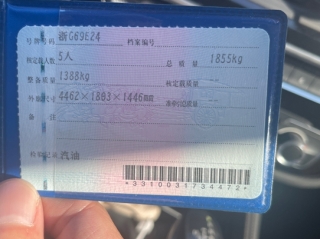 号牌号码 浙G69E24 档案编号
核定载人数 5人 总质量 1855kg
整备质量 1388kg 核定载质量 --
外廓尺寸 4462×1803×1446mm 准牵引总质量 --
备注
检验记录 汽油
*3310031734472*